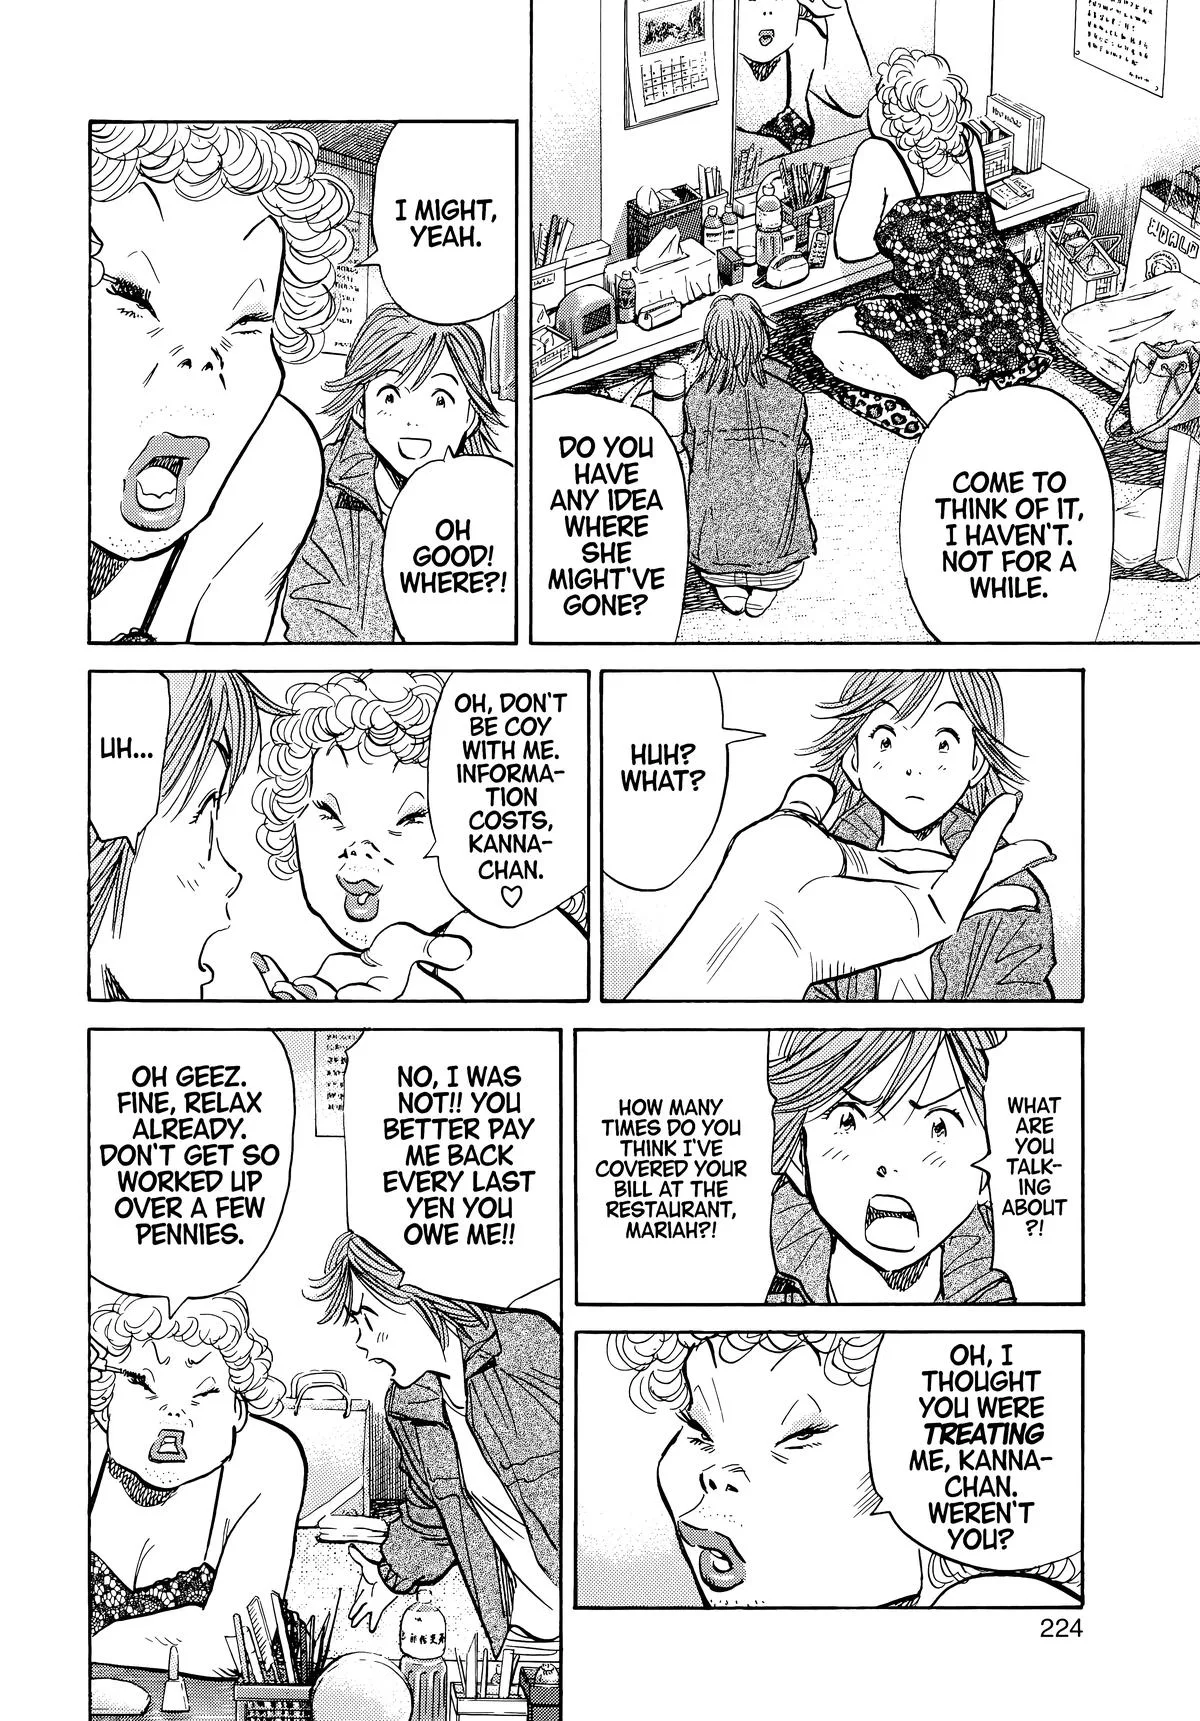 COME TO
THINK OF IT,
I HAVEN'T.
NOT FOR A
WHILE.
DO YOU
HAVE
ANY IDEA
WHERE
SHE
MIGHT'VE
GONE?
I MIGHT,
YEAH.
OH
GOOD!
WHERE?!
HUH?
WHAT?
OH, DON'T
BE COY
WITH ME.
INFORMA-
TION
COSTS,
KANNA-
CHAN.
♡
UH...
WHAT
ARE
YOU
TALK-
ING
ABOUT
?!
HOW MANY
TIMES DO YOU
THINK I'VE
COVERED YOUR
BILL AT THE
RESTAURANT,
MARIAH?!
OH, I
THOUGHT
YOU WERE
TREATING
ME, KANNA-
CHAN.
WEREN'T
YOU?
NO, I WAS
NOT!! YOU
BETTER PAY
ME BACK
EVERY LAST
YEN YOU
OWE ME!!
OH GEEZ.
FINE, RELAX
ALREADY.
DON'T GET SO
WORKED UP
OVER A FEW
PENNIES.
224